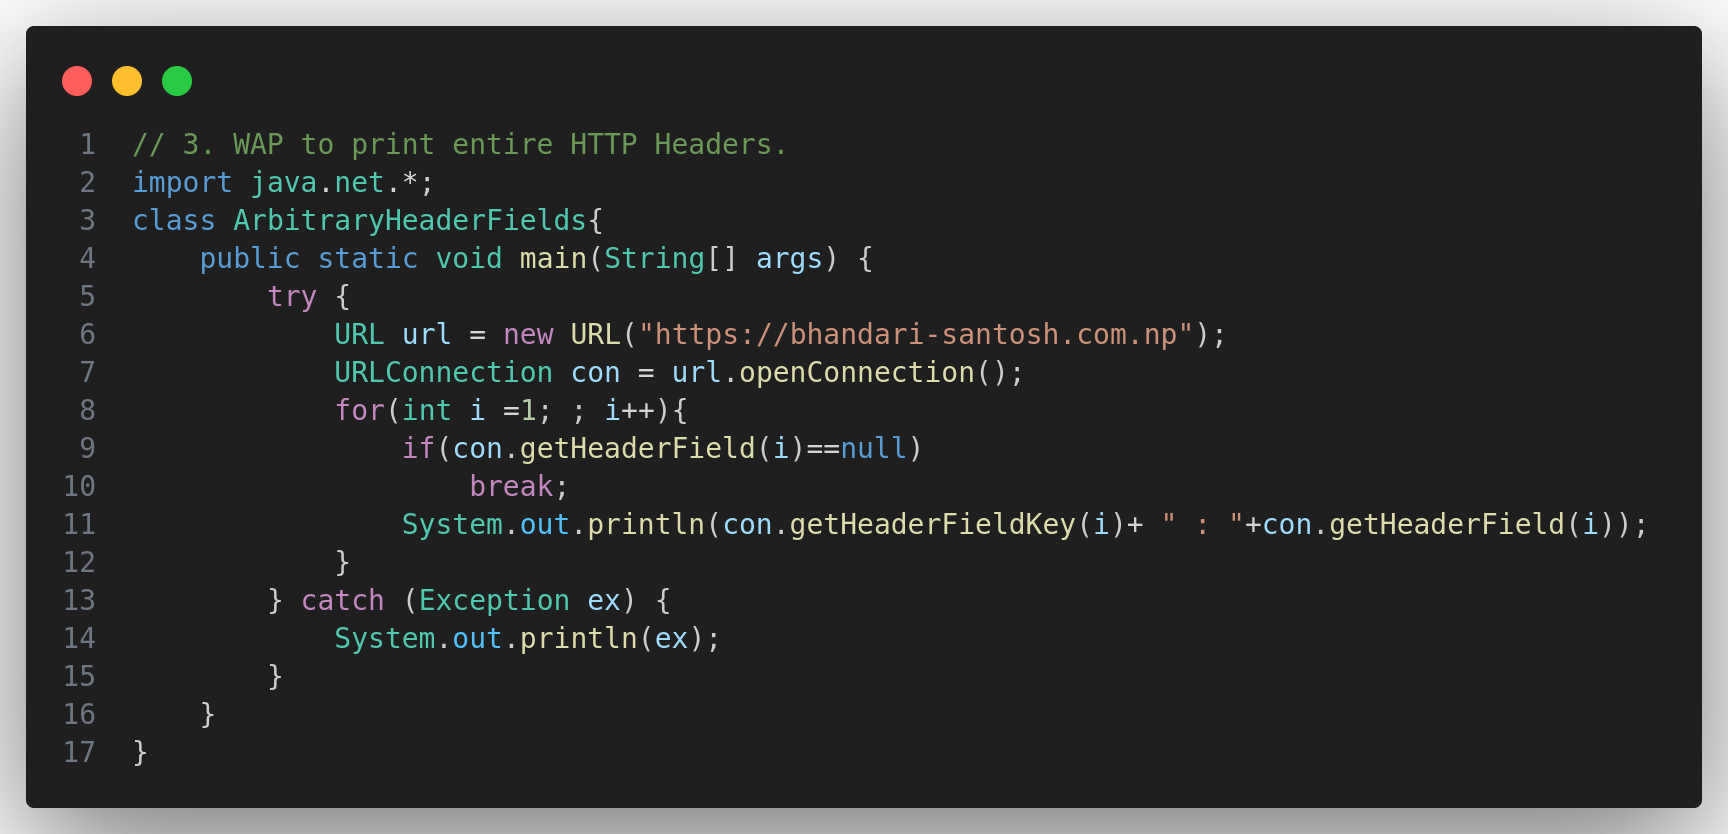 1 // 3. WAP to print entire HTTP Headers.
2 import java.net.*;
3 class ArbitraryHeaderFields{
4     public static void main(String[] args) {
5         try {
6             URL url = new URL("https://bhandari-santosh.com.np");
7             URLConnection con = url.openConnection();
8             for(int i =1; ; i++){
9                 if(con.getHeaderField(i)==null)
10                     break;
11                 System.out.println(con.getHeaderFieldKey(i)+ " : "+con.getHeaderField(i));
12             }
13         } catch (Exception ex) {
14             System.out.println(ex);
15         }
16     }
17 }